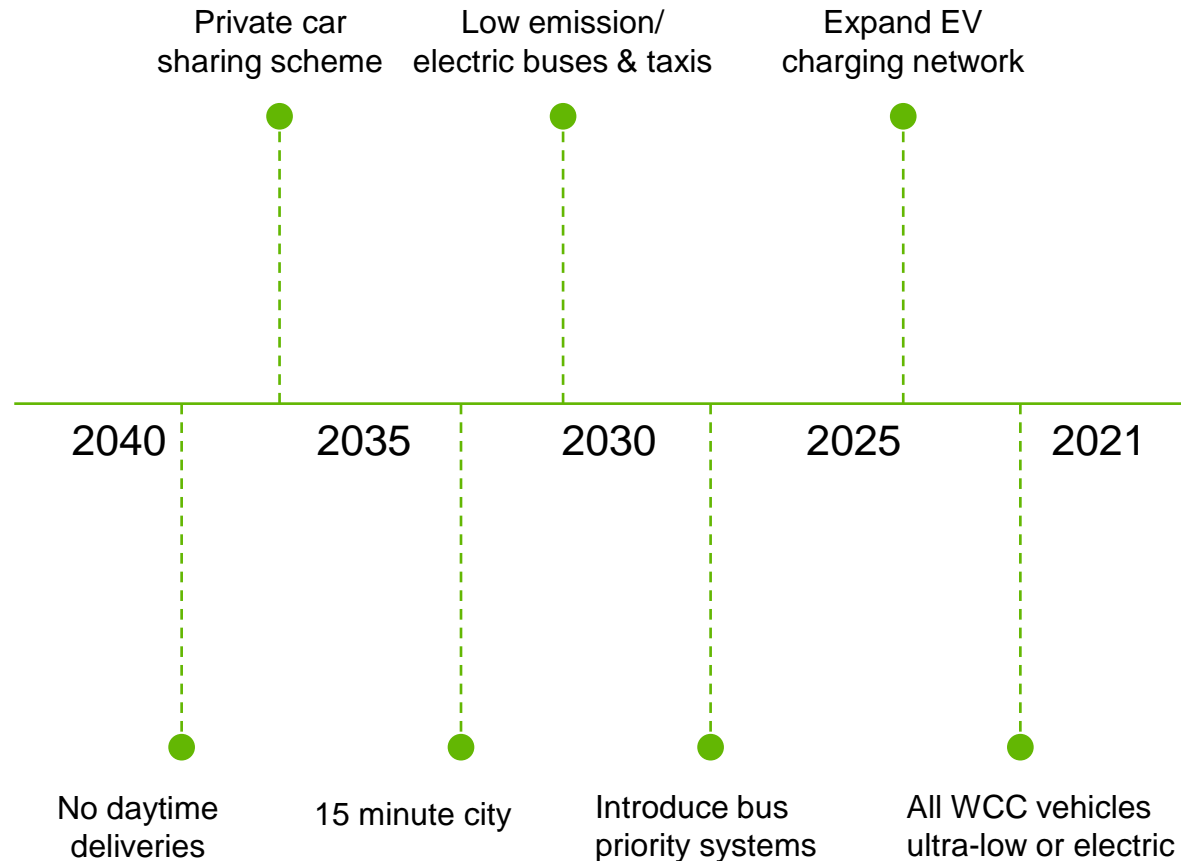 Private car
sharing scheme
Low emission/
electric buses & taxis
Expand EV
charging network
2040
2035
2030
2025
2021
No daytime
deliveries
15 minute city
Introduce bus
priority systems
All WCC vehicles
ultra-low or electric